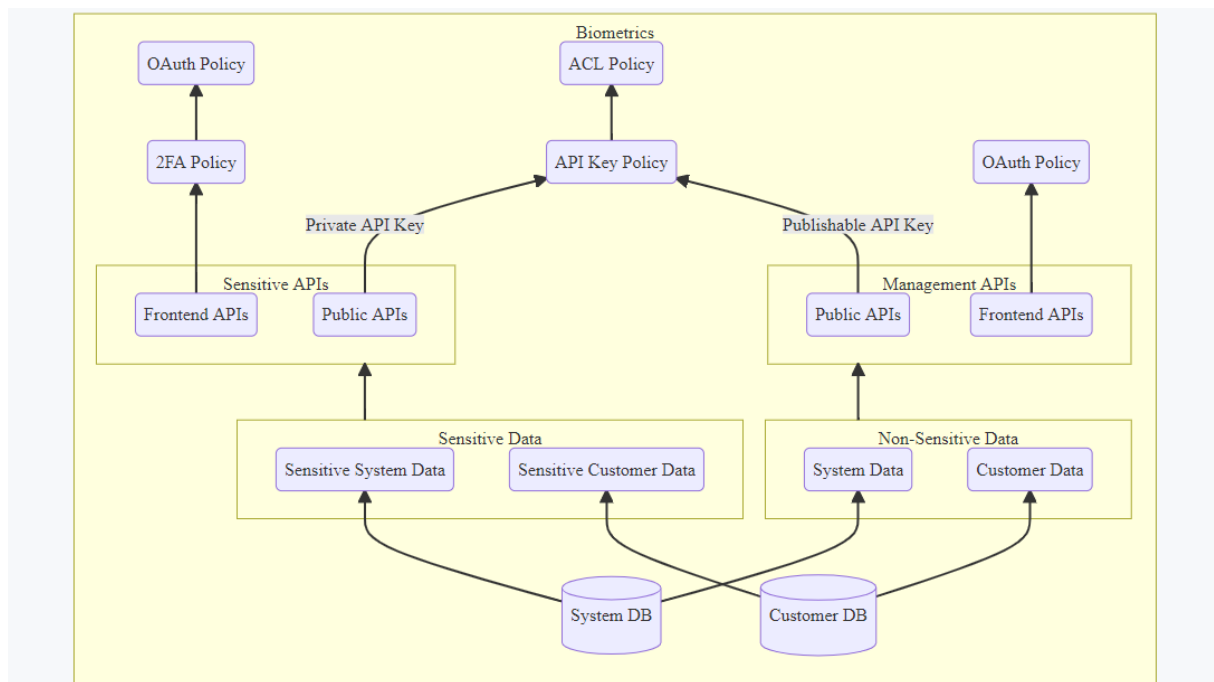 Biometrics
OAuth Policy
ACL Policy
2FA Policy
API Key Policy
OAuth Policy
Private API Key
Publishable API Key
Sensitive APIs
Management APIs
Frontend APIs
Public APIs
Public APIs
Frontend APIs
Sensitive Data
Non-Sensitive Data
Sensitive System Data
Sensitive Customer Data
System Data
Customer Data
System DB
Customer DB